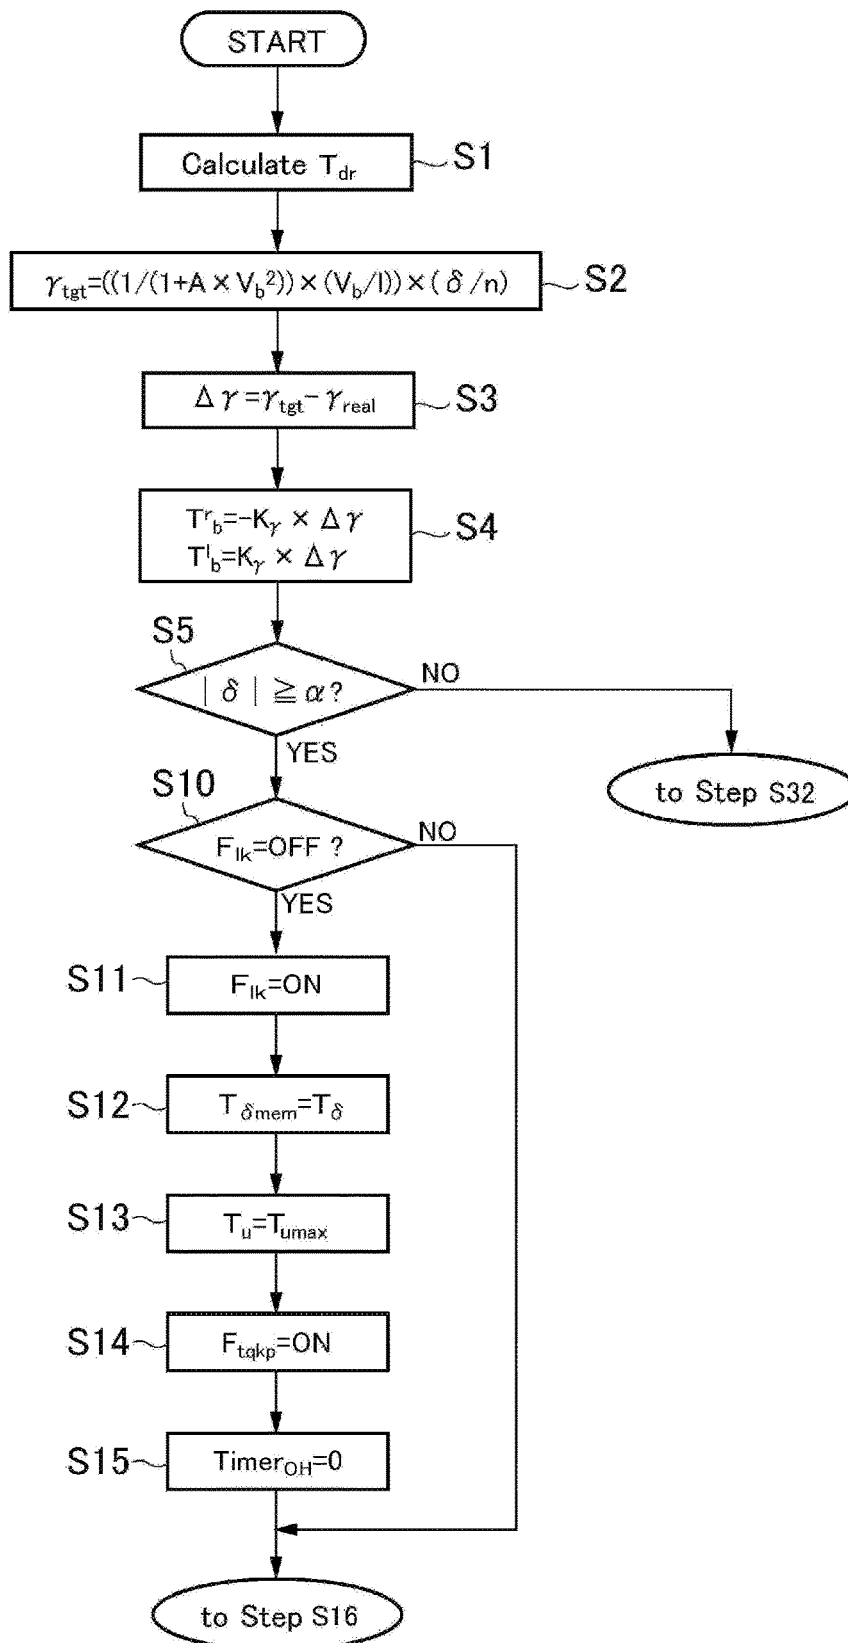 START
Calculate T_dr
S1
γ_tgt=((1/(1+A×V_b²))×(V_b/l))×(δ/n)
S2
Δγ=γ_tgt−γ_real
S3
T^r_b=−K_γ×Δγ
T^l_b=K_γ×Δγ
S4
S5
|δ|≧α?
NO
YES
to Step S32
S10
F_lk=OFF?
NO
YES
S11
F_lk=ON
S12
T_δmem=T_δ
S13
T_u=T_umax
S14
F_tqkp=ON
S15
Timer_OH=0
to Step S16